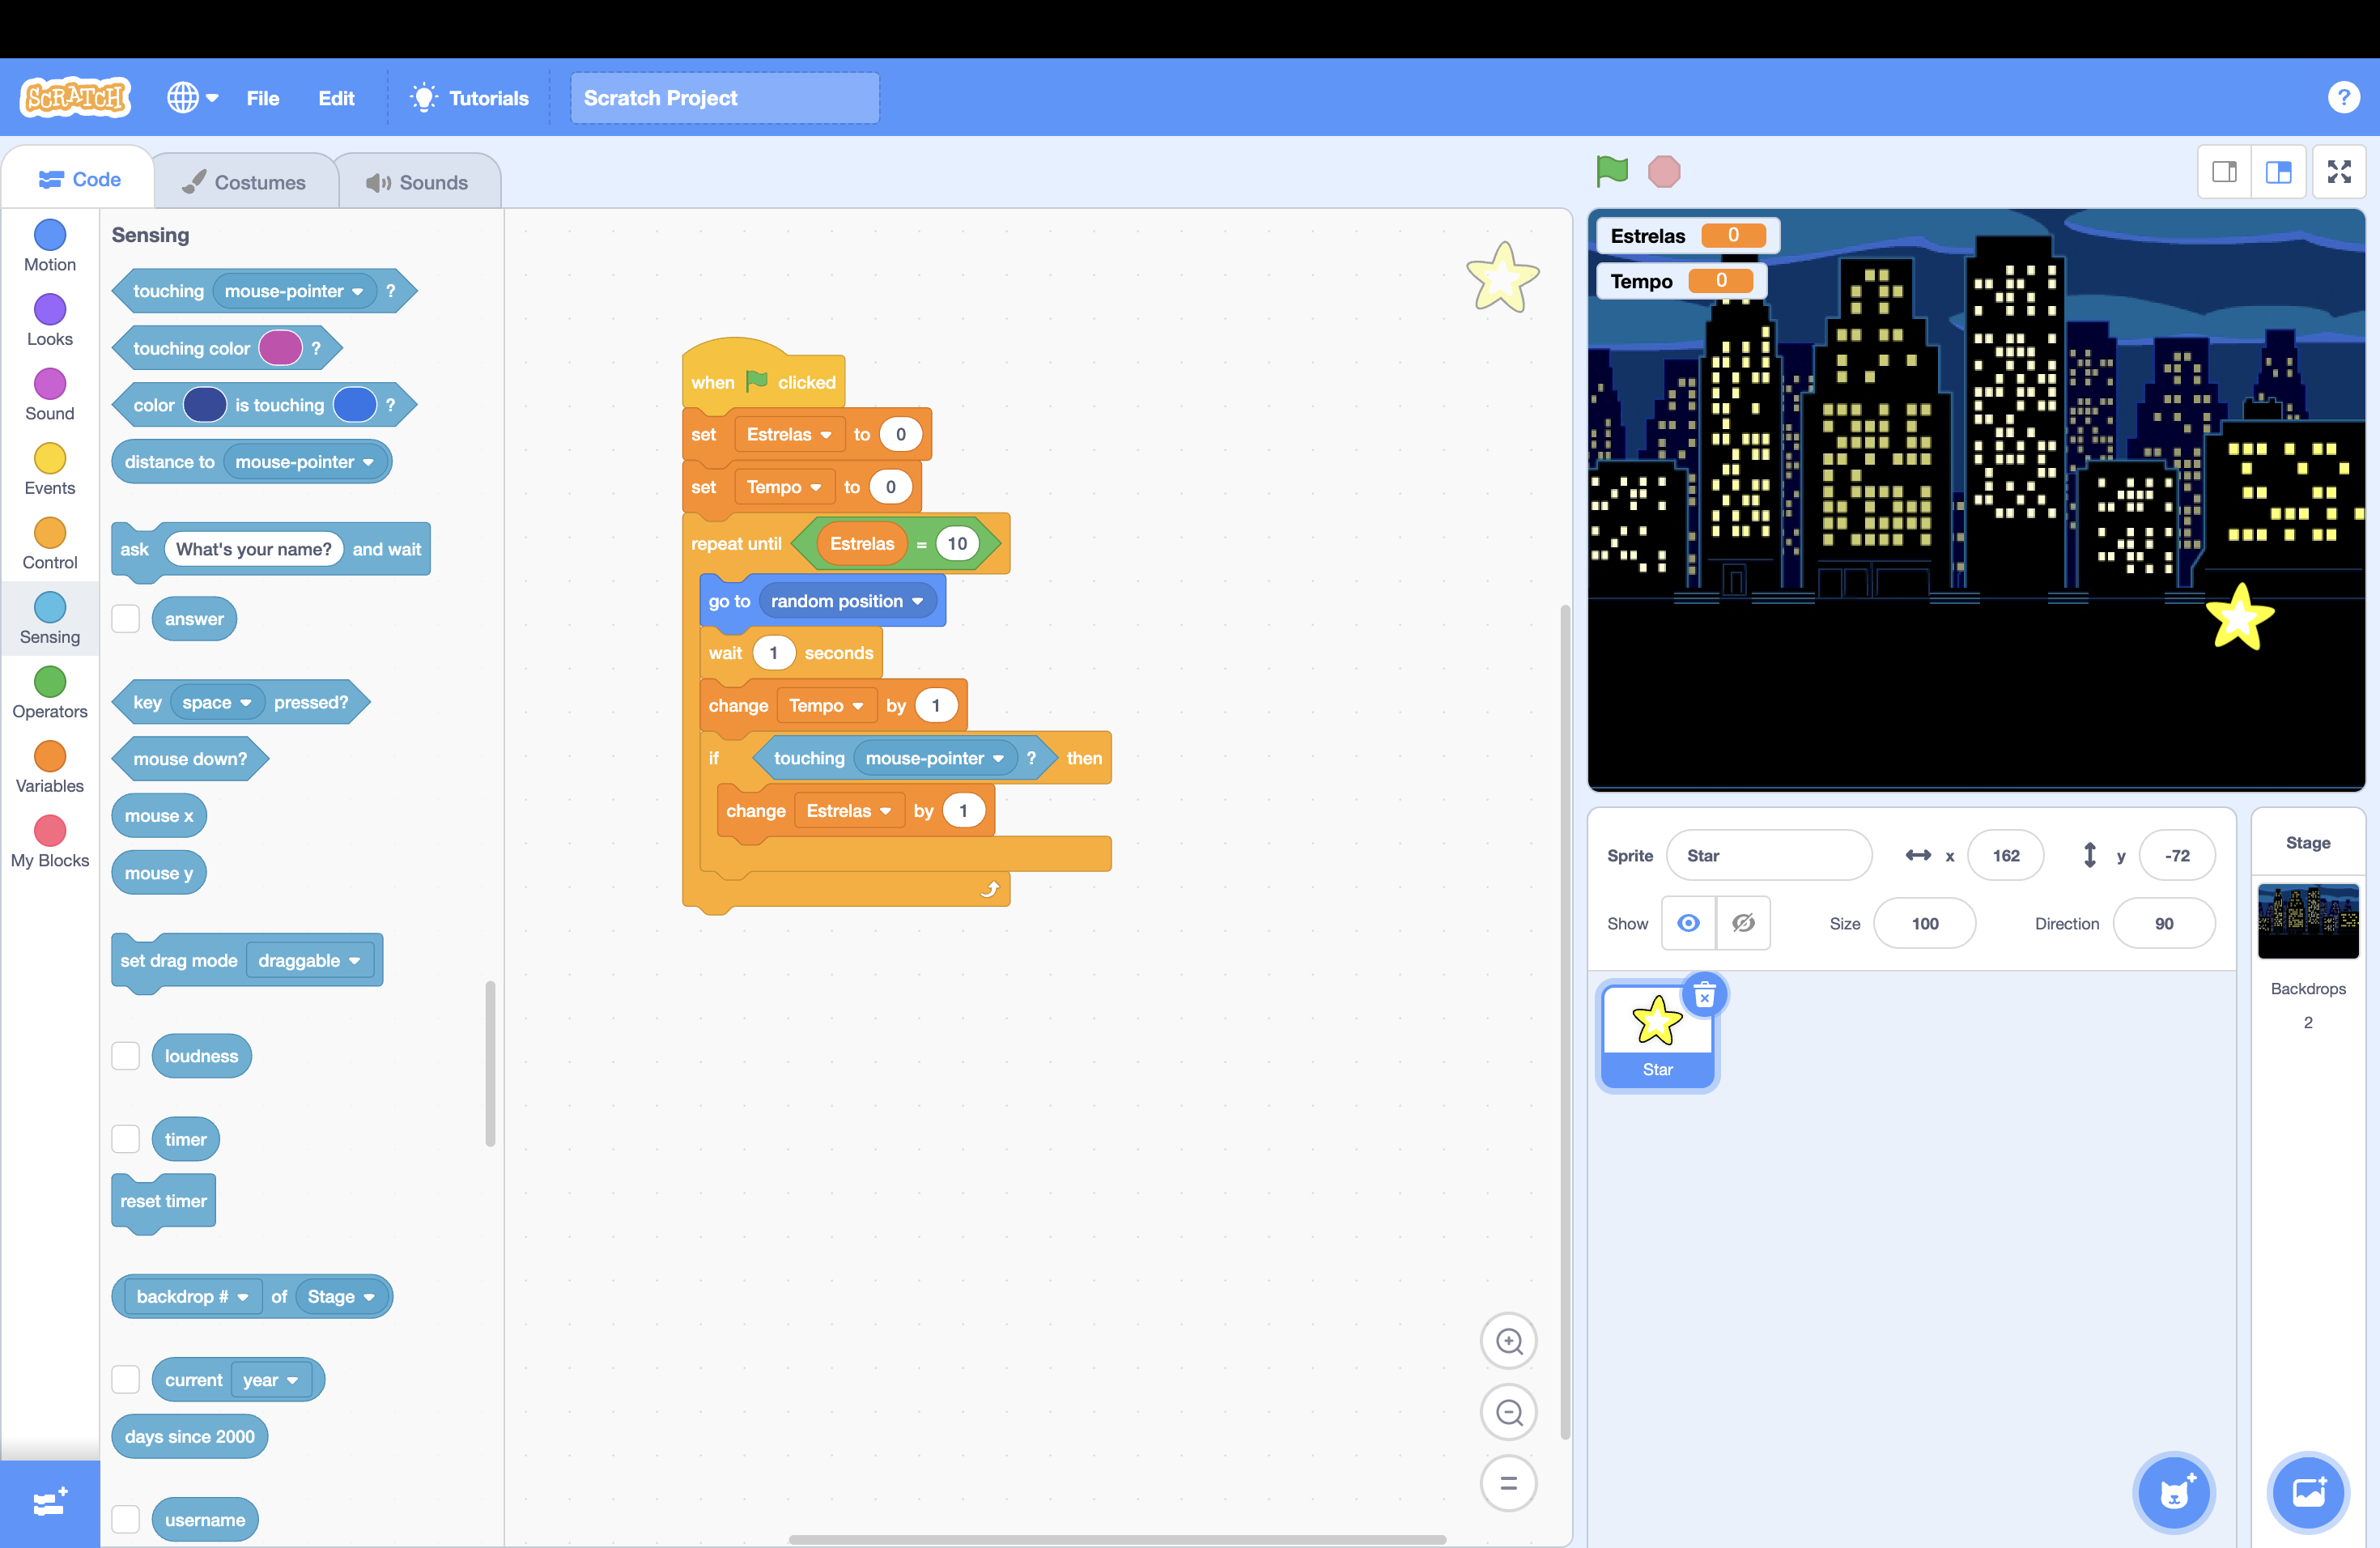 SCRATCH File Edit Tutorials Scratch Project ?
Code Costumes Sounds
Motion
Looks
Sound
Events
Control
Sensing
Operators
Variables
My Blocks
Sensing
touching mouse-pointer ?
touching color ?
color is touching ?
distance to mouse-pointer
ask What's your name? and wait
answer
key space pressed?
mouse down?
mouse x
mouse y
set drag mode draggable
loudness
timer
reset timer
backdrop # of Stage
current year
days since 2000
username
when clicked
set Estrelas to 0
set Tempo to 0
repeat until Estrelas = 10
go to random position
wait 1 seconds
change Tempo by 1
if touching mouse-pointer ? then
change Estrelas by 1
Estrelas 0
Tempo 0
Sprite Star x 162 y -72
Show Size 100 Direction 90
Star
Stage
Backdrops
2